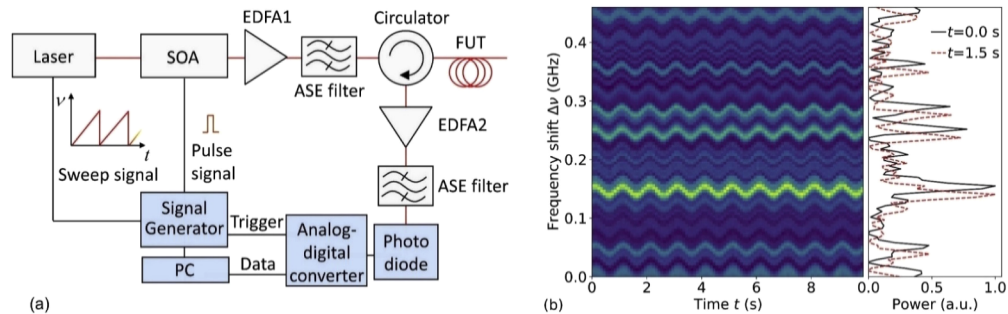 EDFA1
Circulator
Laser
SOA
FUT
ASE filter
ν
t
EDFA2
Pulse
signal
Sweep signal
ASE filter
Signal
Generator
Trigger
Analog-
digital
converter
Photo
diode
PC
Data
(a)
Frequency shift Δν (GHz)
0.4
0.3
0.2
0.1
0.0
0 2 4 6 8
Time t (s)
(b)
t=0.0 s
t=1.5 s
0.0 0.5 1.0
Power (a.u.)